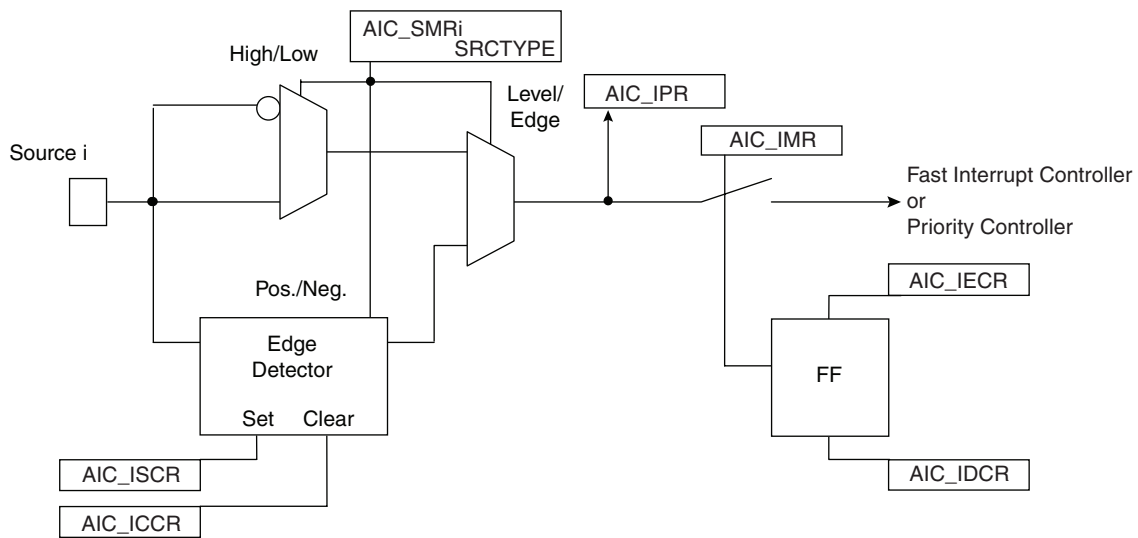 AIC_SMRi
SRCTYPE
High/Low
Level/
Edge
AIC_IPR
AIC_IMR
Source i
Fast Interrupt Controller
or
Priority Controller
Pos./Neg.
AIC_IECR
Edge
Detector
FF
Set Clear
AIC_ISCR
AIC_IDCR
AIC_ICCR